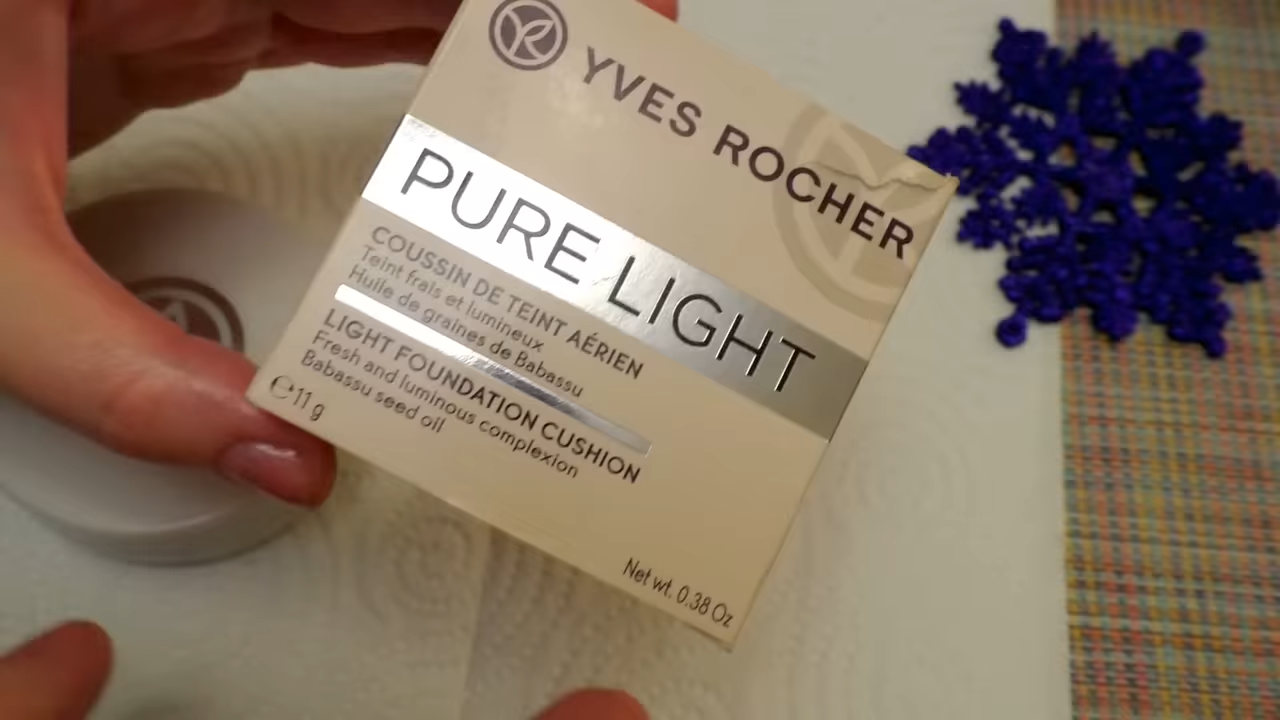 YVES ROCHER
PURE LIGHT
COUSSIN DE TEINT AÉRIEN
Teint frais et lumineux
Huile de graines de Babassu
LIGHT FOUNDATION CUSHION
Fresh and luminous complexion
Babassu seed oil
℮11 g
Net wt. 0.38 Oz